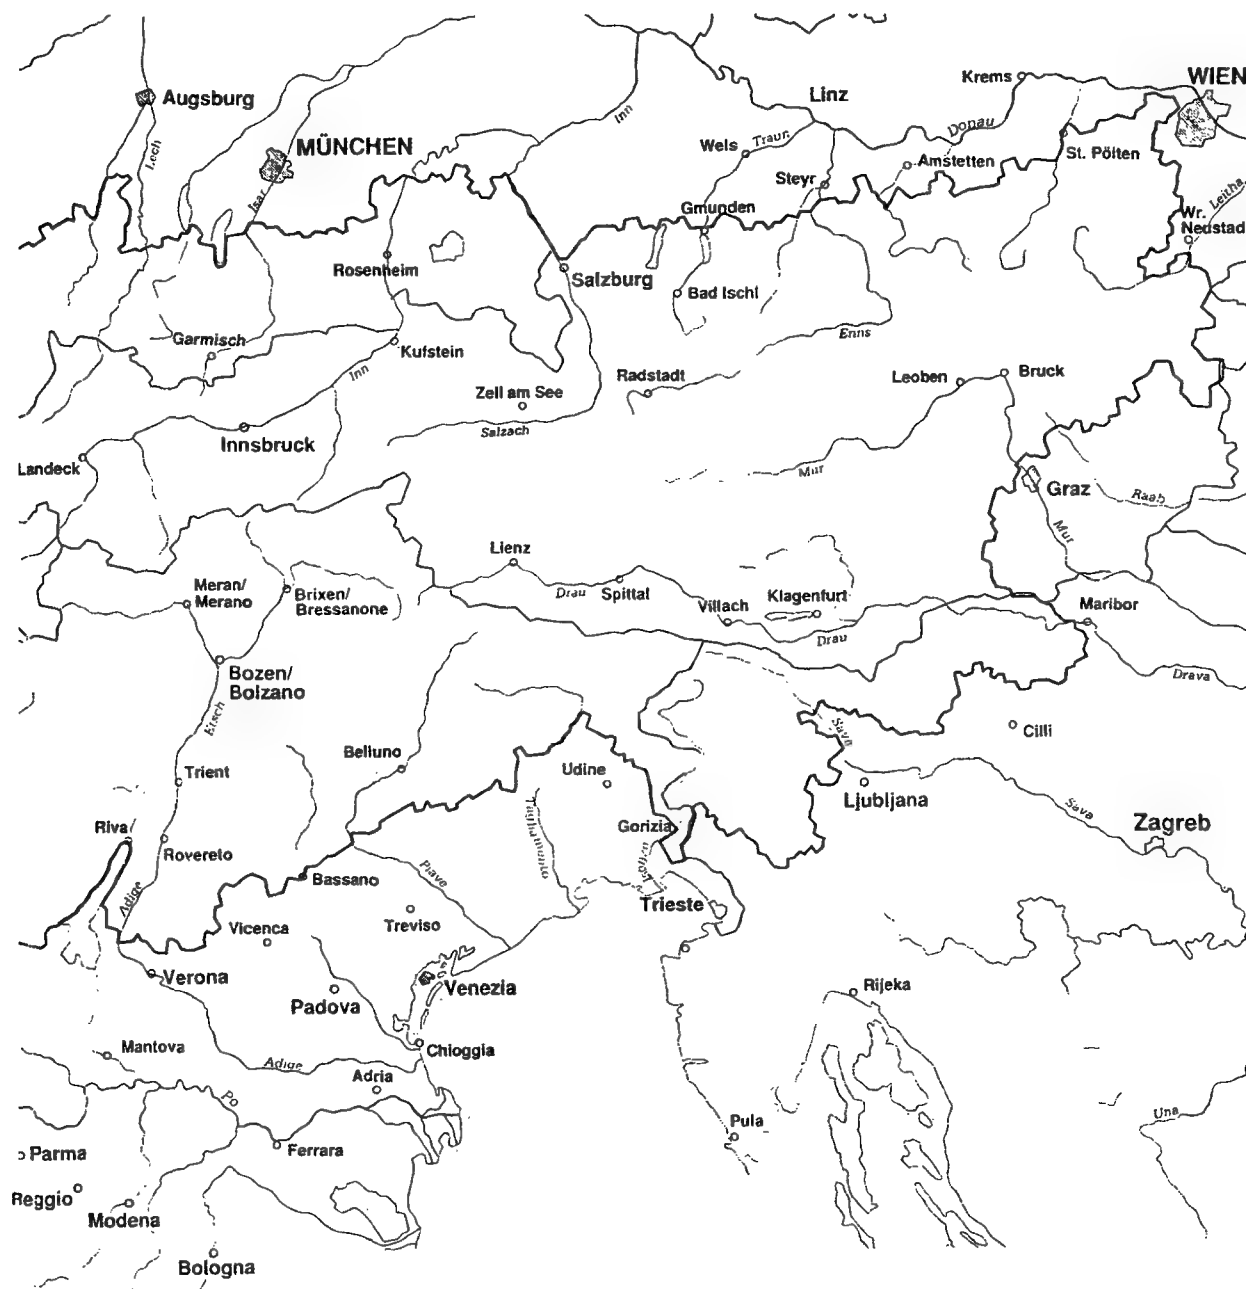 WIEN
Krems
Augsburg
Linz
Inn
Donau
Traun
Wels
MÜNCHEN
Lech
St. Pölten
Amstetten
Steyr
Isar
Leitha
Gmunden
Wr.
Neustad
Rosenheim
Salzburg
Bad Ischl
Enns
Garmisch
Kufstein
Inn
Radstadt
Leoben
Bruck
Zell am See
Salzach
Innsbruck
Landeck
Mur
Graz
Raab
Mur
Lienz
Meran/
Merano
Brixen/
Bressanone
Drau
Spittal
Klagenfurt
Villach
Maribor
Drau
Bozen/
Bolzano
Drava
Etsch
Cilli
Sava
Belluno
Udine
Trient
Ljubljana
Tagliamento
Sava
Riva
Gorizia
Zagreb
Rovereto
Piave
Bassano
Adige
Trieste
Treviso
Vicenca
Verona
Venezia
Rijeka
Padova
Mantova
Chioggia
Adige
Adria
Po
Una
Pula
Parma
Ferrara
Reggio
Modena
Bologna